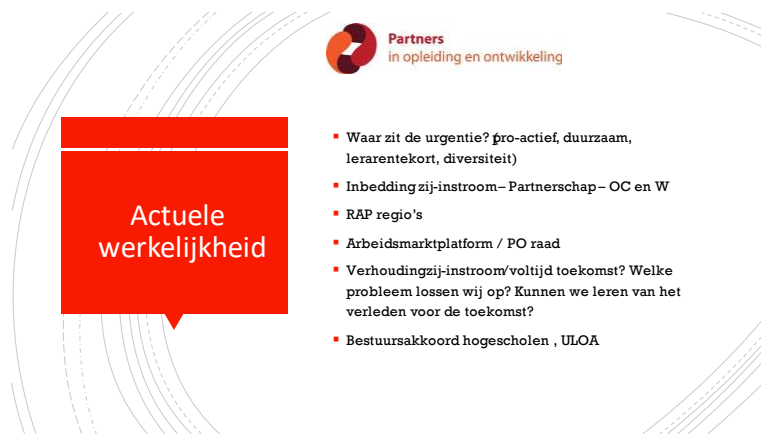 Partners
in opleiding en ontwikkeling
Actuele
werkelijkheid
▪ Waar zit de urgentie? (pro-actief, duurzaam,
lerarentekort, diversiteit)
▪ Inbedding zij-instroom – Partnerschap – OC en W
▪ RAP regio's
▪ Arbeidsmarktplatform / PO raad
▪ Verhouding zij-instroom/voltijd toekomst? Welke
probleem lossen wij op? Kunnen we leren van het
verleden voor de toekomst?
▪ Bestuursakkoord hogescholen , ULOA